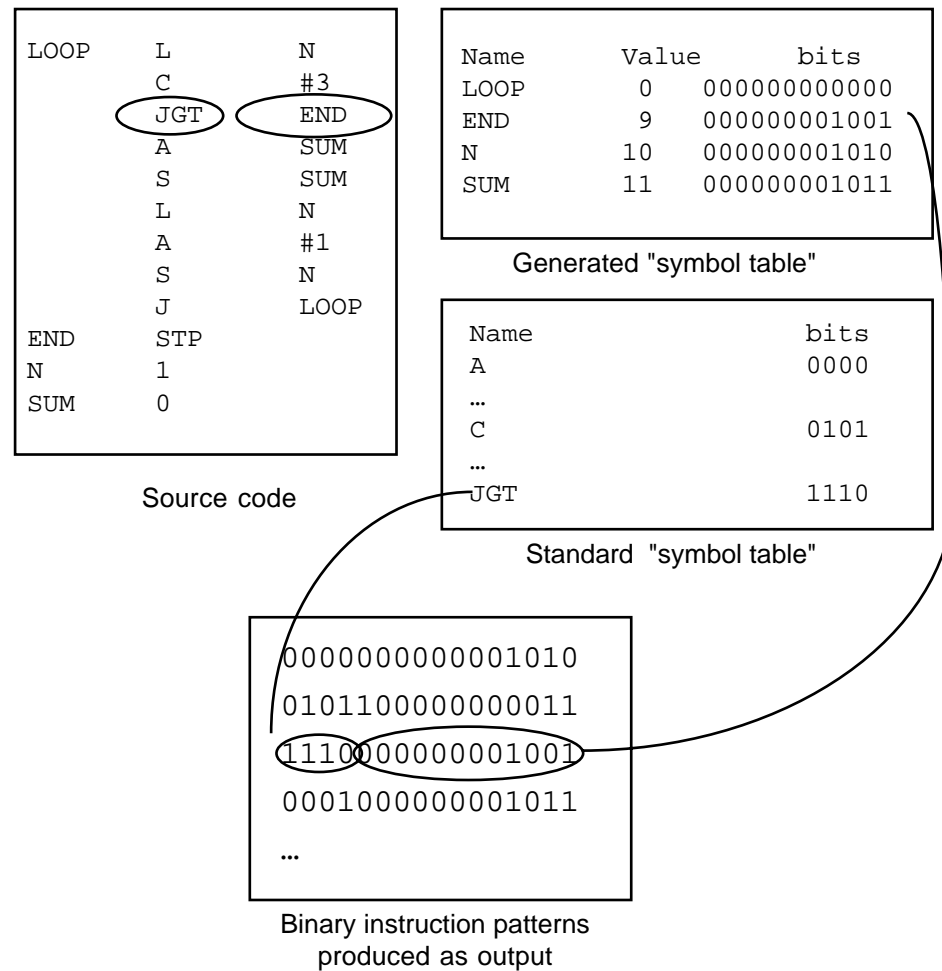 LOOP L N
C #3
JGT END
A SUM
S SUM
L N
A #1
S N
J LOOP
END STP
N 1
SUM 0
Source code
Name Value bits
LOOP 0 000000000000
END 9 000000001001
N 10 000000001010
SUM 11 000000001011
Generated "symbol table"
Name bits
A 0000
…
C 0101
…
JGT 1110
Standard "symbol table"
0000000000001010
0101100000000011
1110000000001001
0001000000001011
…
Binary instruction patterns
produced as output